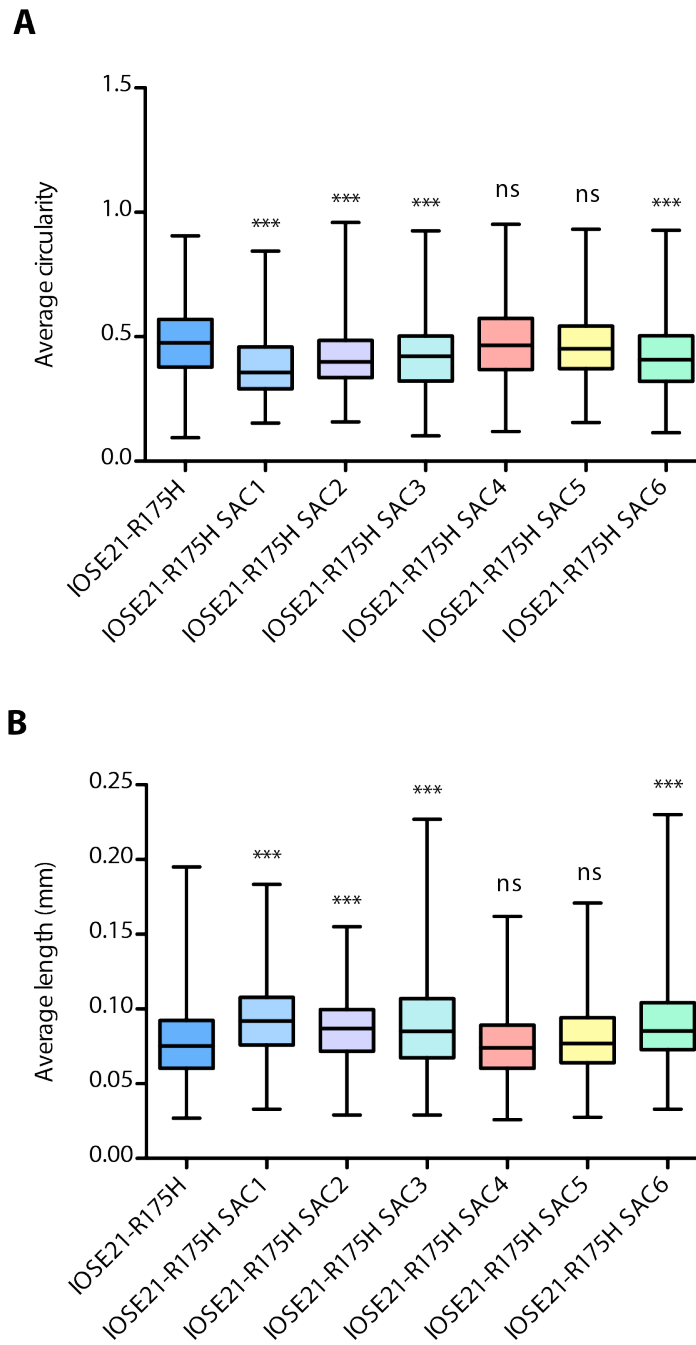 A
Average circularity
1.5
1.0
0.5
0.0
*** *** *** ns ns ***
IOSE21-R175H
IOSE21-R175H SAC1
IOSE21-R175H SAC2
IOSE21-R175H SAC3
IOSE21-R175H SAC4
IOSE21-R175H SAC5
IOSE21-R175H SAC6
B
Average length (mm)
0.25
0.20
0.15
0.10
0.05
0.00
*** *** *** ns ns ***
IOSE21-R175H
IOSE21-R175H SAC1
IOSE21-R175H SAC2
IOSE21-R175H SAC3
IOSE21-R175H SAC4
IOSE21-R175H SAC5
IOSE21-R175H SAC6